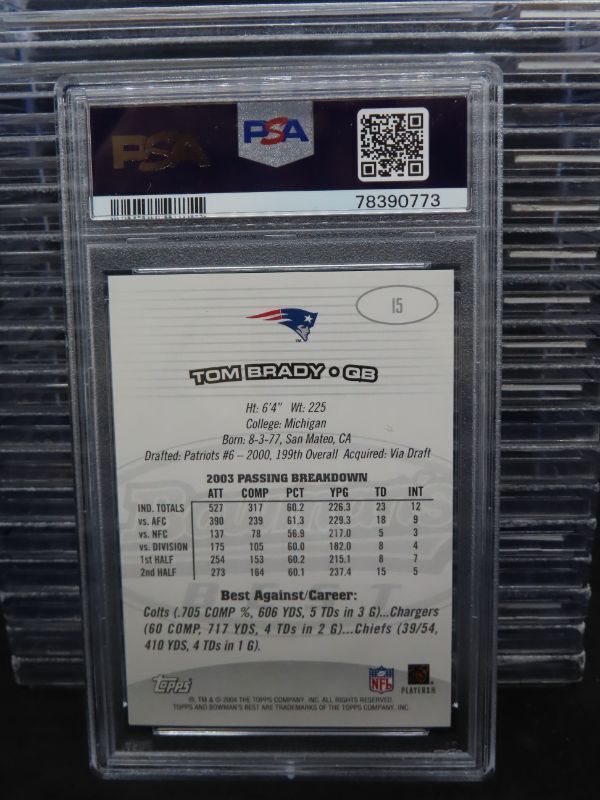 PSA
PSA
78390773
15
TOM BRADY • QB
Ht: 6'4" Wt: 225
College: Michigan
Born: 8-3-77, San Mateo, CA
Drafted: Patriots #6 – 2000, 199th Overall Acquired: Via Draft
2003 PASSING BREAKDOWN
ATT COMP PCT YPG TD INT
IND. TOTALS 527 317 60.2 226.3 23 12
vs. AFC 390 239 61.3 229.3 18 9
vs. NFC 137 78 56.9 217.0 5 3
vs. DIVISION 175 105 60.0 182.0 8 4
1st HALF 254 153 60.2 215.1 8 7
2nd HALF 273 164 60.1 237.4 15 5
Best Against/Career:
Colts (.705 COMP %, 606 YDS, 5 TDs in 3 G)...Chargers
(60 COMP, 717 YDS, 4 TDs in 2 G)...Chiefs (39/54,
410 YDS, 4 TDs in 1 G).
Topps
NFL
PLAYERS
® TM & © 2004 THE TOPPS COMPANY, INC. ALL RIGHTS RESERVED.
TOPPS AND BOWMAN'S BEST ARE TRADEMARKS OF THE TOPPS COMPANY, INC.